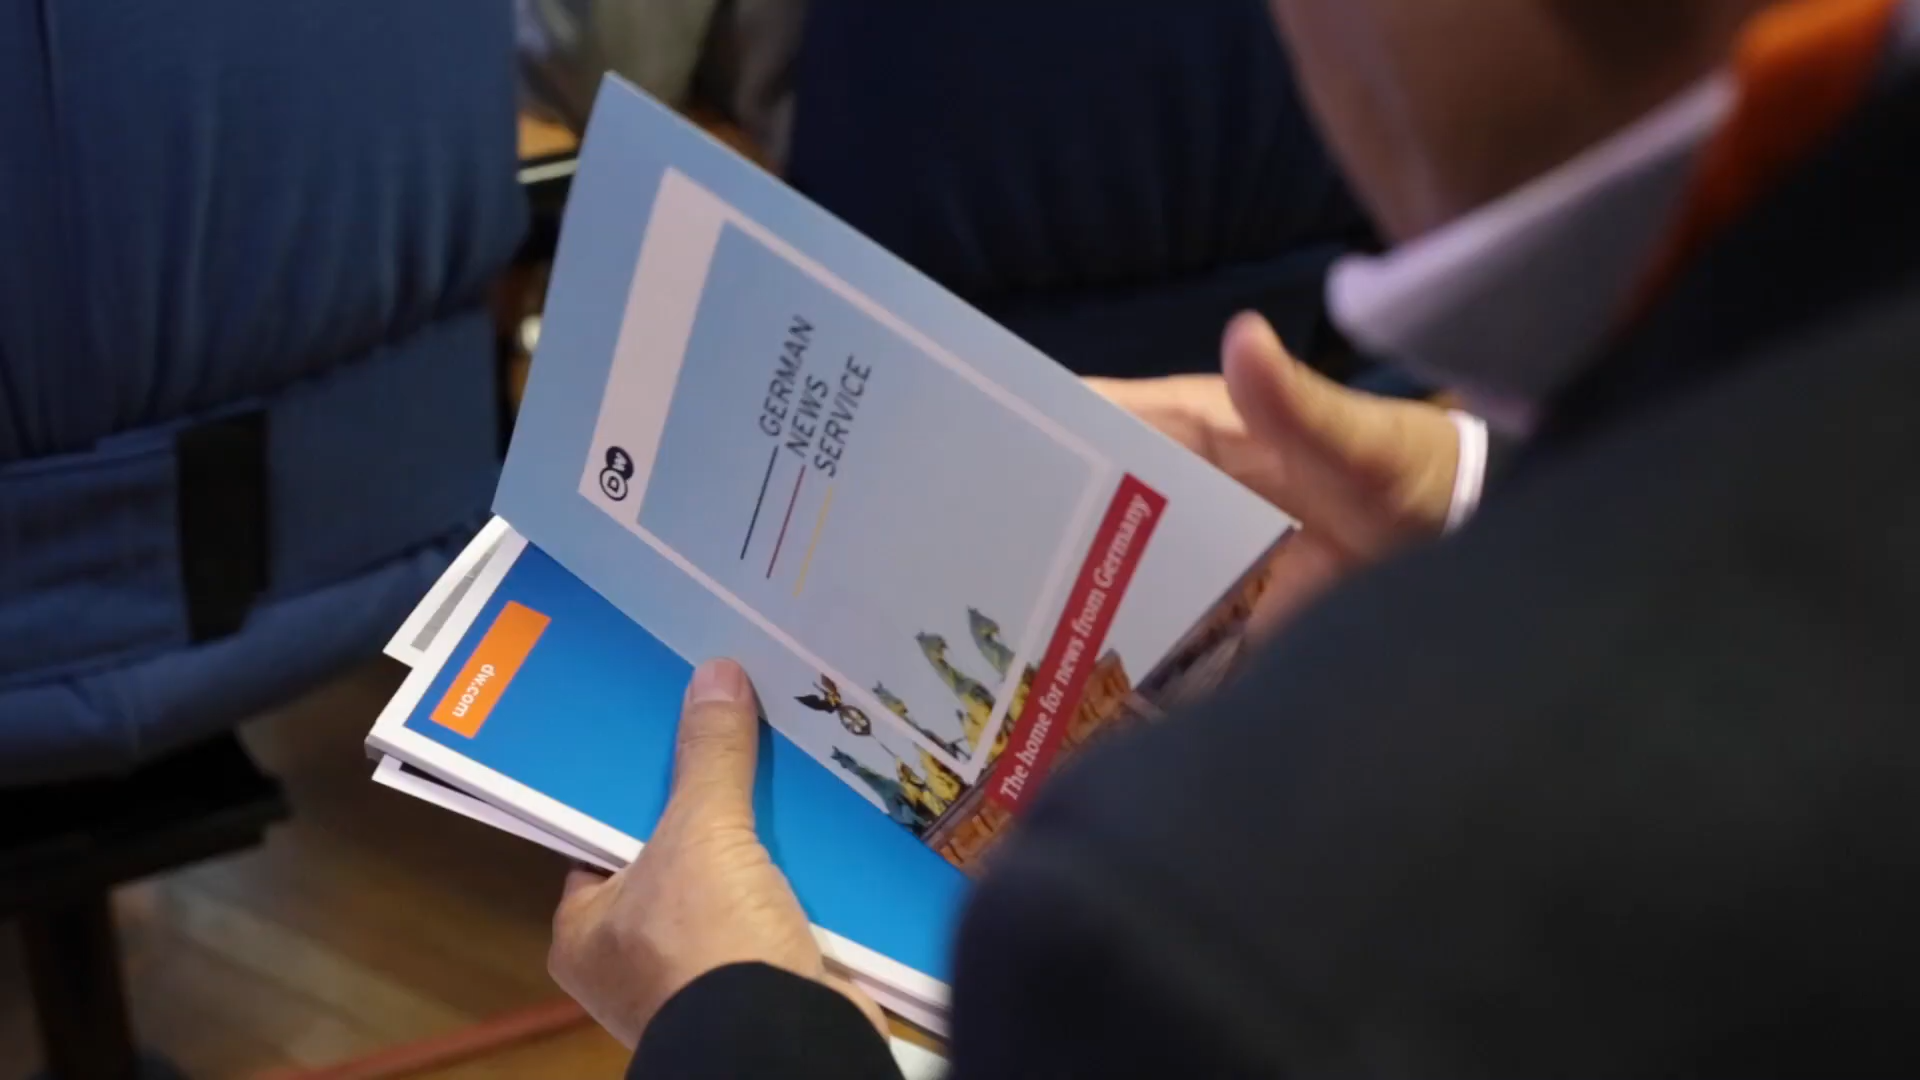 DW
GERMAN
NEWS
SERVICE
The home for news from Germany
dw.com